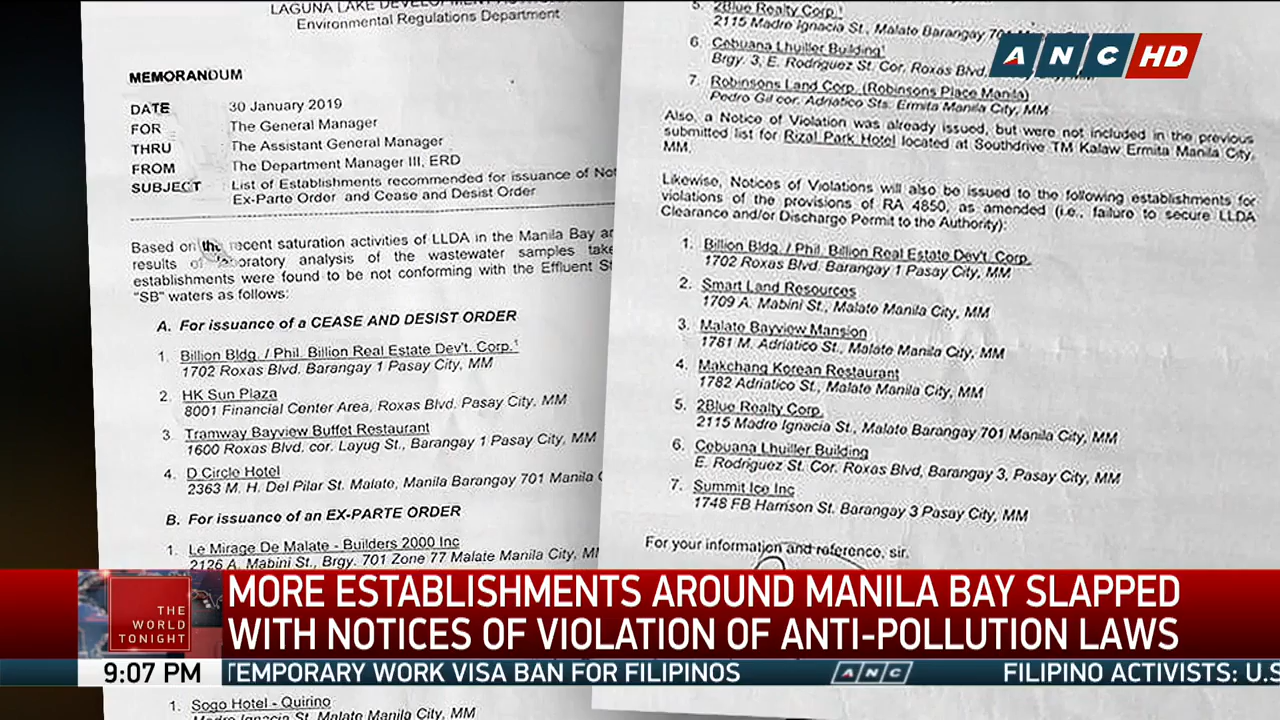 LAGUNA LAKE DEVELOPMENT
Environmental Regulations Department
MEMORANDUM
DATE 30 January 2019
FOR The General Manager
THRU The Assistant General Manager
FROM The Department Manager III, ERD
SUBJECT List of Establishments recommended for issuance of
Ex-Parte Order and Cease and Desist Order
Based on the recent saturation activities of LLDA in the Manila Bay
results of laboratory analysis of the wastewater samples
establishments were found to be not conforming with the Effluent
"SB" waters as follows:
A. For issuance of a CEASE AND DESIST ORDER
1. Billion Bldg. / Phil. Billion Real Estate Dev't. Corp.¹
1702 Roxas Blvd. Barangay 1 Pasay City, MM
2. HK Sun Plaza
8001 Financial Center Area, Roxas Blvd. Pasay City, MM
3. Tramway Bayview Buffet Restaurant
1600 Roxas Blvd. cor. Layug St., Barangay 1 Pasay City, MM
4. D Circle Hotel
2363 M. H. Del Pilar St. Malate, Manila Barangay 701 Manila
B. For issuance of an EX-PARTE ORDER
1. Le Mirage De Malate - Builders 2000 Inc
2126 A. Mabini St., Brgy. 701 Zone 77 Malate Manila City,
1. Sogo Hotel - Quirino
Madre Ignacia St. Malate Manila City, MM
5. 2Blue Realty Corp.¹
2115 Madre Ignacia St., Malate Barangay 701
6. Cebuana Lhuiller Building¹
Brgy. 3, E. Rodriguez St. Cor. Roxas Blvd.
7. Robinsons Land Corp. (Robinsons Place Manila)
Pedro Gil cor. Adriatico Sts. Ermita Manila City, MM
Also, a Notice of Violation was already issued, but were not included in the previous
submitted list for Rizal Park Hotel located at Southdrive TM Kalaw Ermita Manila City,
MM.
Likewise, Notices of Violations will also be issued to the following establishments for
violations of the provisions of RA 4850, as amended (i.e., failure to secure LLDA
Clearance and/or Discharge Permit to the Authority):
1. Billion Bldg. / Phil. Billion Real Estate Dev't. Corp.
1702 Roxas Blvd. Barangay 1 Pasay City, MM
2. Smart Land Resources
1709 A. Mabini St., Malate Manila City, MM
3. Malate Bayview Mansion
1781 M. Adriatico St., Malate Manila City, MM
4. Makchang Korean Restaurant
1782 Adriatico St., Malate Manila City, MM
5. 2Blue Realty Corp.
2115 Madre Ignacia St., Malate Barangay 701 Manila City, MM
6. Cebuana Lhuiller Building
E. Rodriguez St. Cor. Roxas Blvd, Barangay 3, Pasay City, MM
7. Summit Ice Inc
1748 FB Harrison St. Barangay 3 Pasay City, MM
For your information and reference, sir.
ANC HD
THE
WORLD
TONIGHT
MORE ESTABLISHMENTS AROUND MANILA BAY SLAPPED
WITH NOTICES OF VIOLATION OF ANTI-POLLUTION LAWS
9:07 PM TEMPORARY WORK VISA BAN FOR FILIPINOS ANC FILIPINO ACTIVISTS: U.S